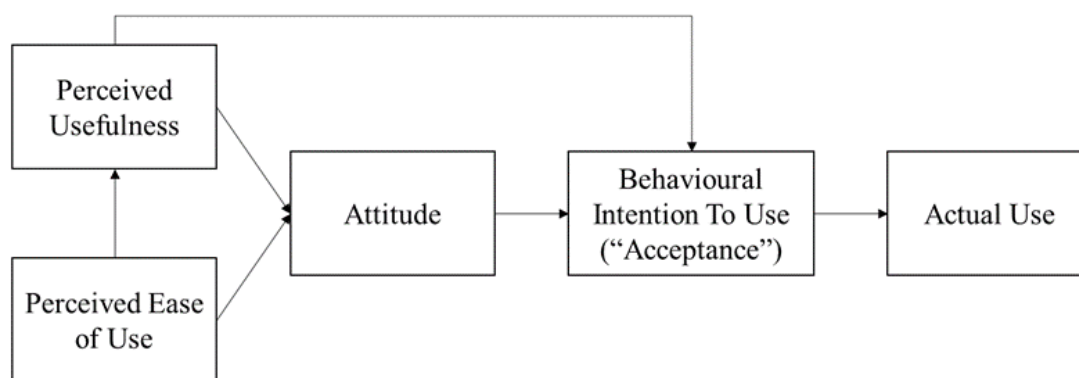 Perceived
Usefulness
Attitude
Behavioural
Intention To Use
(“Acceptance”)
Actual Use
Perceived Ease
of Use